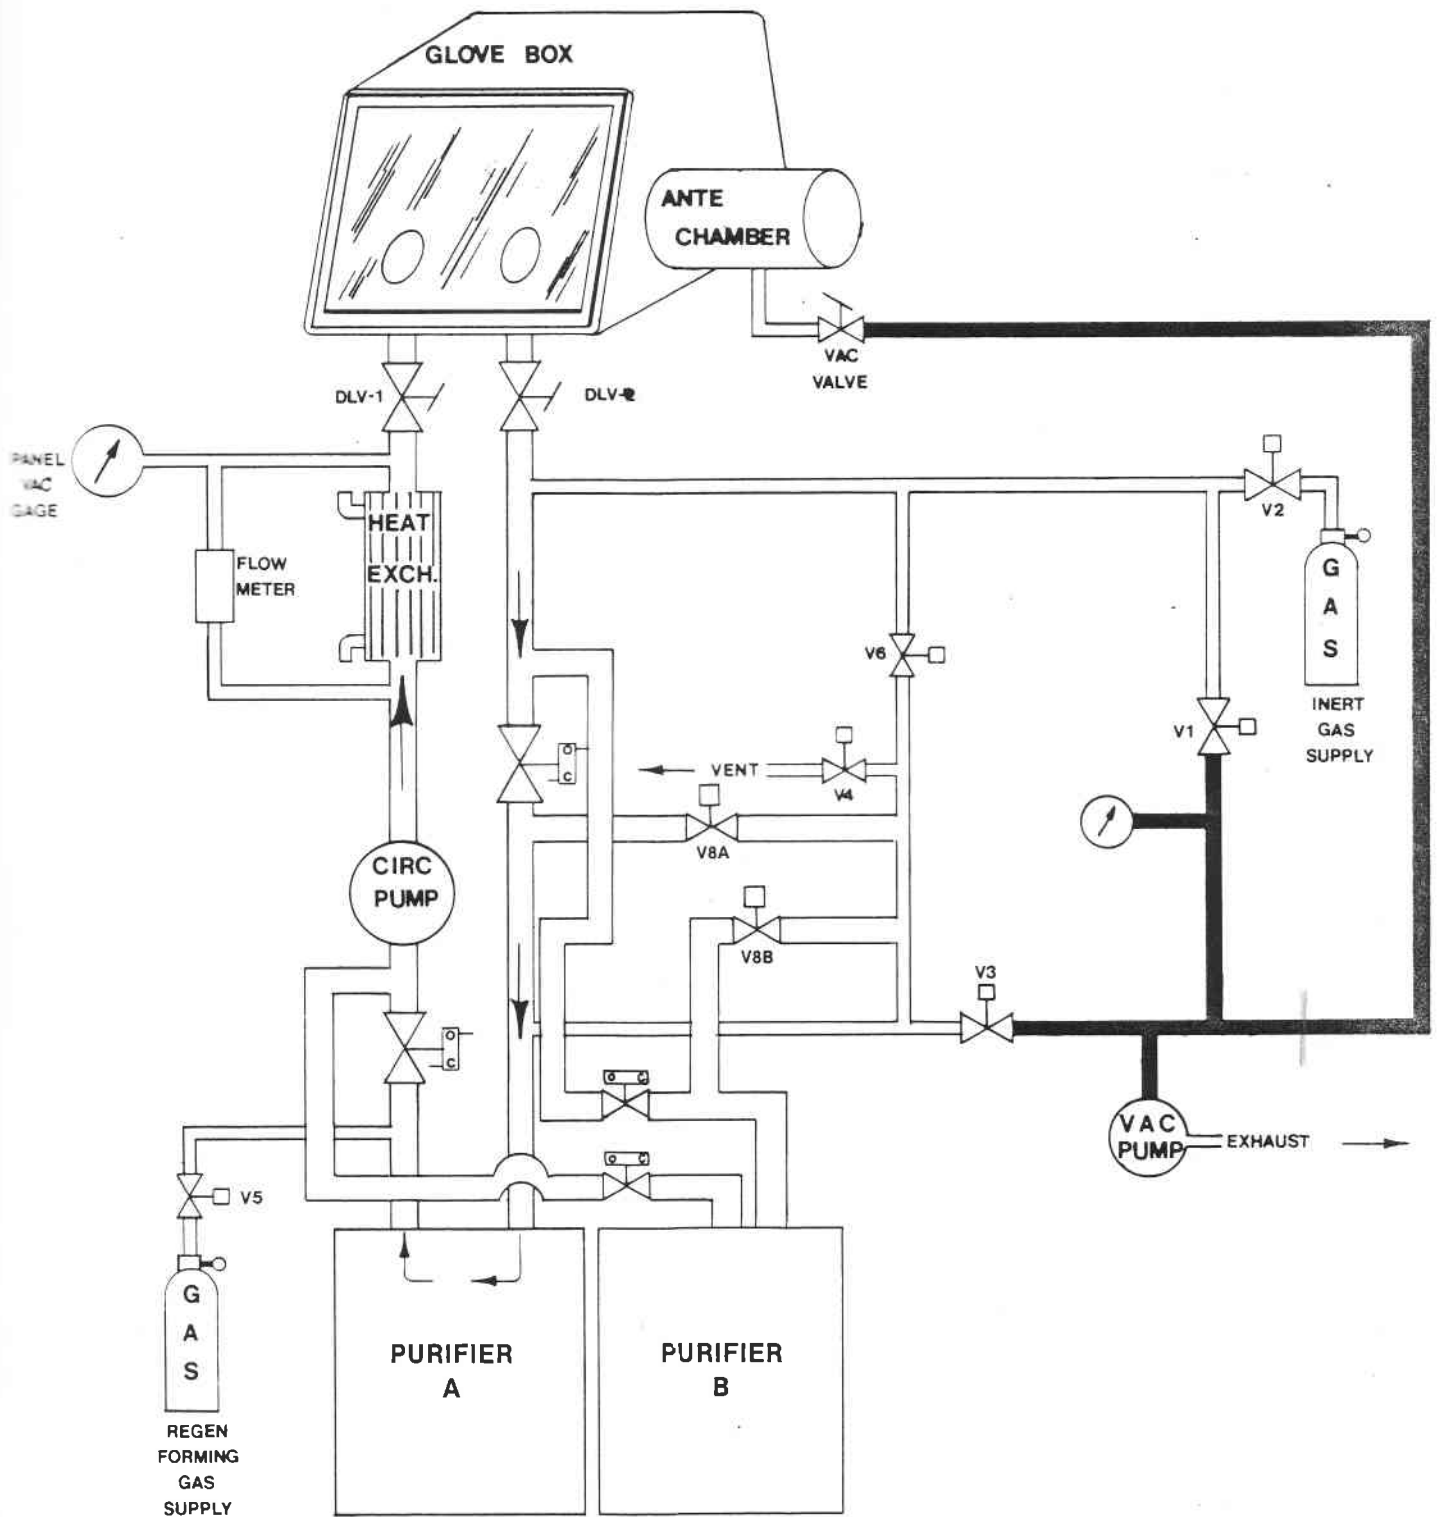 GLOVE BOX
ANTE
CHAMBER
VAC
VALVE
DLV-1
DLV-2
PANEL
VAC
GAGE
HEAT
EXCH.
FLOW
METER
V2
G
A
S
INERT
GAS
SUPPLY
V6
V1
O
C
VENT
V4
V8A
CIRC
PUMP
V8B
V3
O
C
O C
VAC
PUMP
EXHAUST
O C
V5
G
A
S
REGEN
FORMING
GAS
SUPPLY
PURIFIER
A
PURIFIER
B